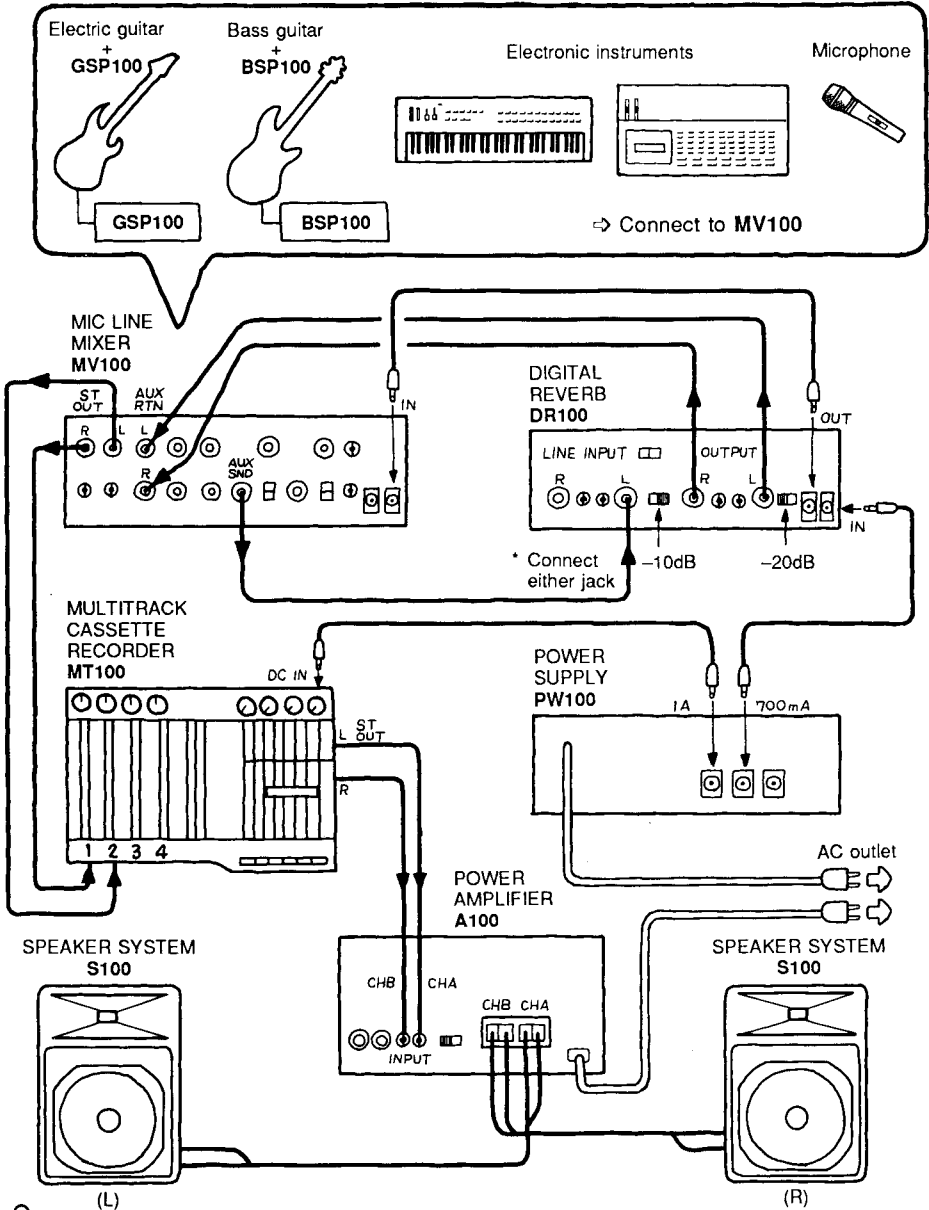 Electric guitar
+
GSP100
Bass guitar
+
BSP100
Electronic instruments
Microphone
GSP100
BSP100
⇨ Connect to MV100
MIC LINE
MIXER
MV100
ST
OUT
AUX
RTN
R
L
L
R
AUX
SND
IN
DIGITAL
REVERB
DR100
OUT
LINE INPUT
OUTPUT
R
L
R
L
IN
* Connect
either jack
–10dB
–20dB
MULTITRACK
CASSETTE
RECORDER
MT100
DC IN
L ST
OUT
R
1 2 3 4
POWER
SUPPLY
PW100
1A
700mA
AC outlet
POWER
AMPLIFIER
A100
CHB
CHA
INPUT
CHB CHA
SPEAKER SYSTEM
S100
(L)
SPEAKER SYSTEM
S100
(R)